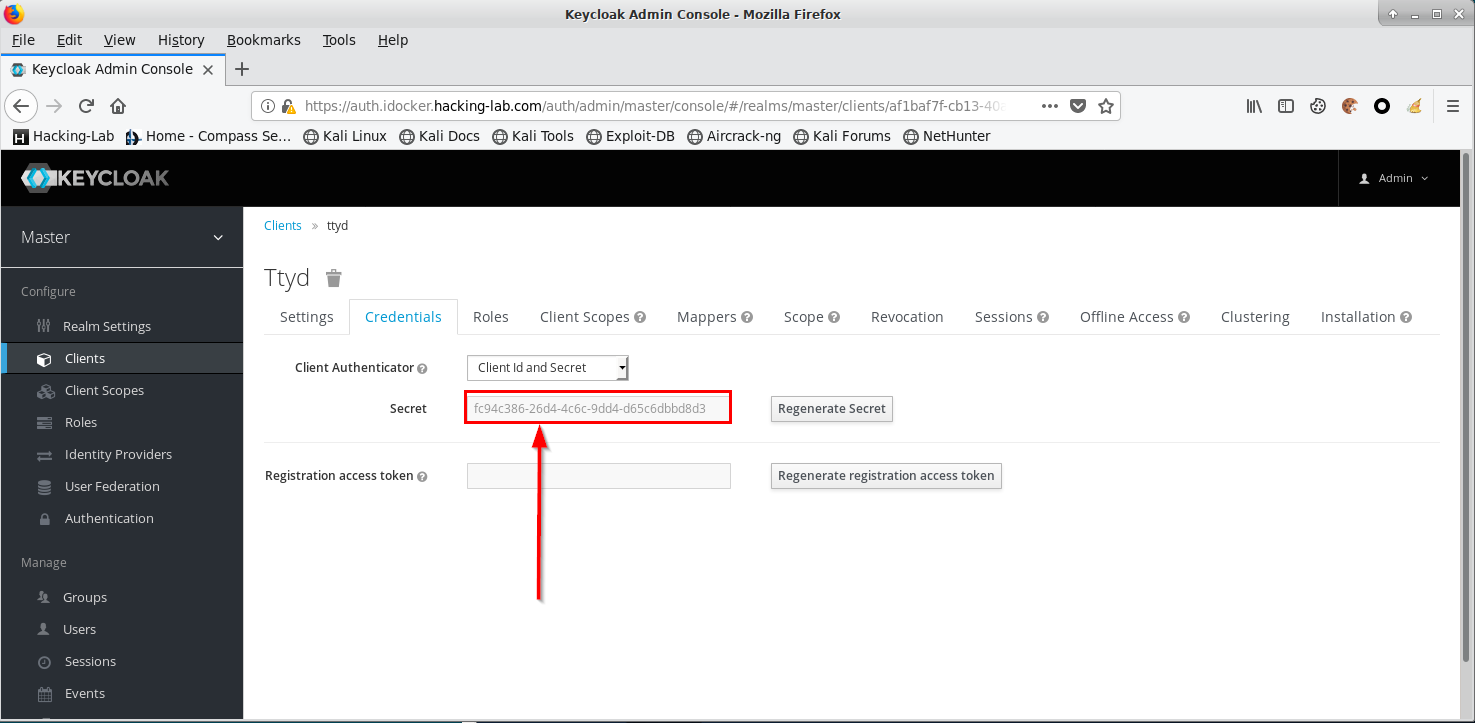 Keycloak Admin Console - Mozilla Firefox
File Edit View History Bookmarks Tools Help
Keycloak Admin Console
https://auth.idocker.hacking-lab.com/auth/admin/master/console/#/realms/master/clients/af1baf7f-cb13-40
Hacking-Lab Home - Compass Se... Kali Linux Kali Docs Kali Tools Exploit-DB Aircrack-ng Kali Forums NetHunter
KEYCLOAK
Admin
Master
Configure
Realm Settings
Clients
Client Scopes
Roles
Identity Providers
User Federation
Authentication
Manage
Groups
Users
Sessions
Events
Clients » ttyd
Ttyd
Settings Credentials Roles Client Scopes Mappers Scope Revocation Sessions Offline Access Clustering Installation
Client Authenticator Client Id and Secret
Secret fc94c386-26d4-4c6c-9dd4-d65c6dbbd8d3 Regenerate Secret
Registration access token Regenerate registration access token